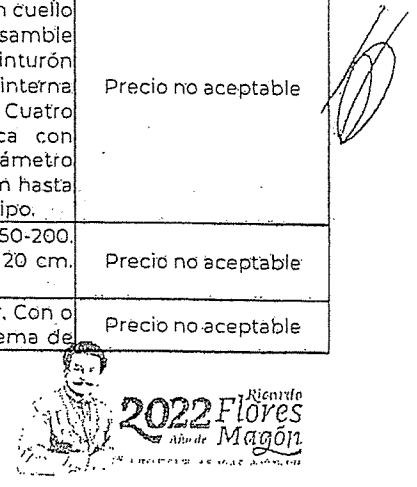 n cuello
samble
inturón
interna
Cuatro
ca con
ámetro
n hasta
ipo.
Precio no aceptable
50-200.
20 cm.
Precio no aceptable
. Con o
ema de
Precio no aceptable
2022 Ricardo
Flores
Año de Magón